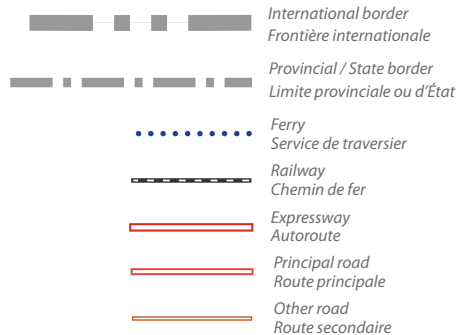 International border
Frontière internationale
Provincial / State border
Limite provinciale ou d'État
Ferry
Service de traversier
Railway
Chemin de fer
Expressway
Autoroute
Principal road
Route principale
Other road
Route secondaire